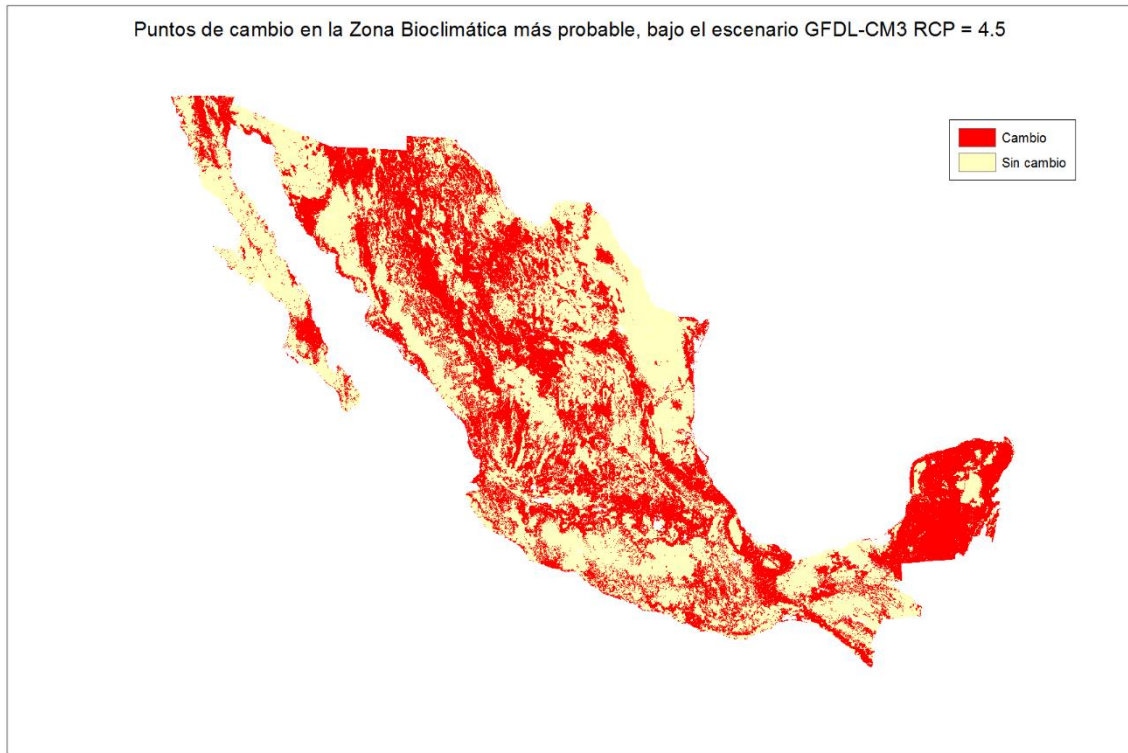 Puntos de cambio en la Zona Bioclimática más probable, bajo el escenario GFDL-CM3 RCP = 4.5
Cambio
Sin cambio